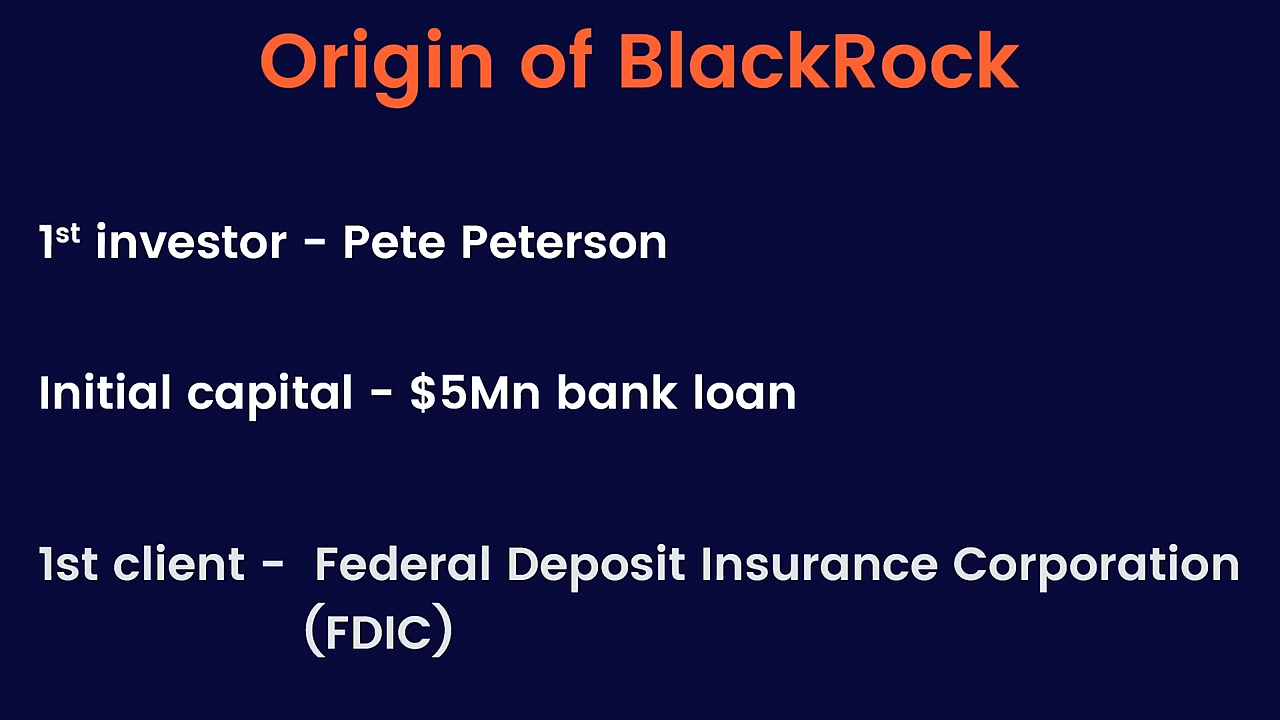 Origin of BlackRock
1st investor - Pete Peterson
Initial capital - $5Mn bank loan
1st client - Federal Deposit Insurance Corporation
(FDIC)